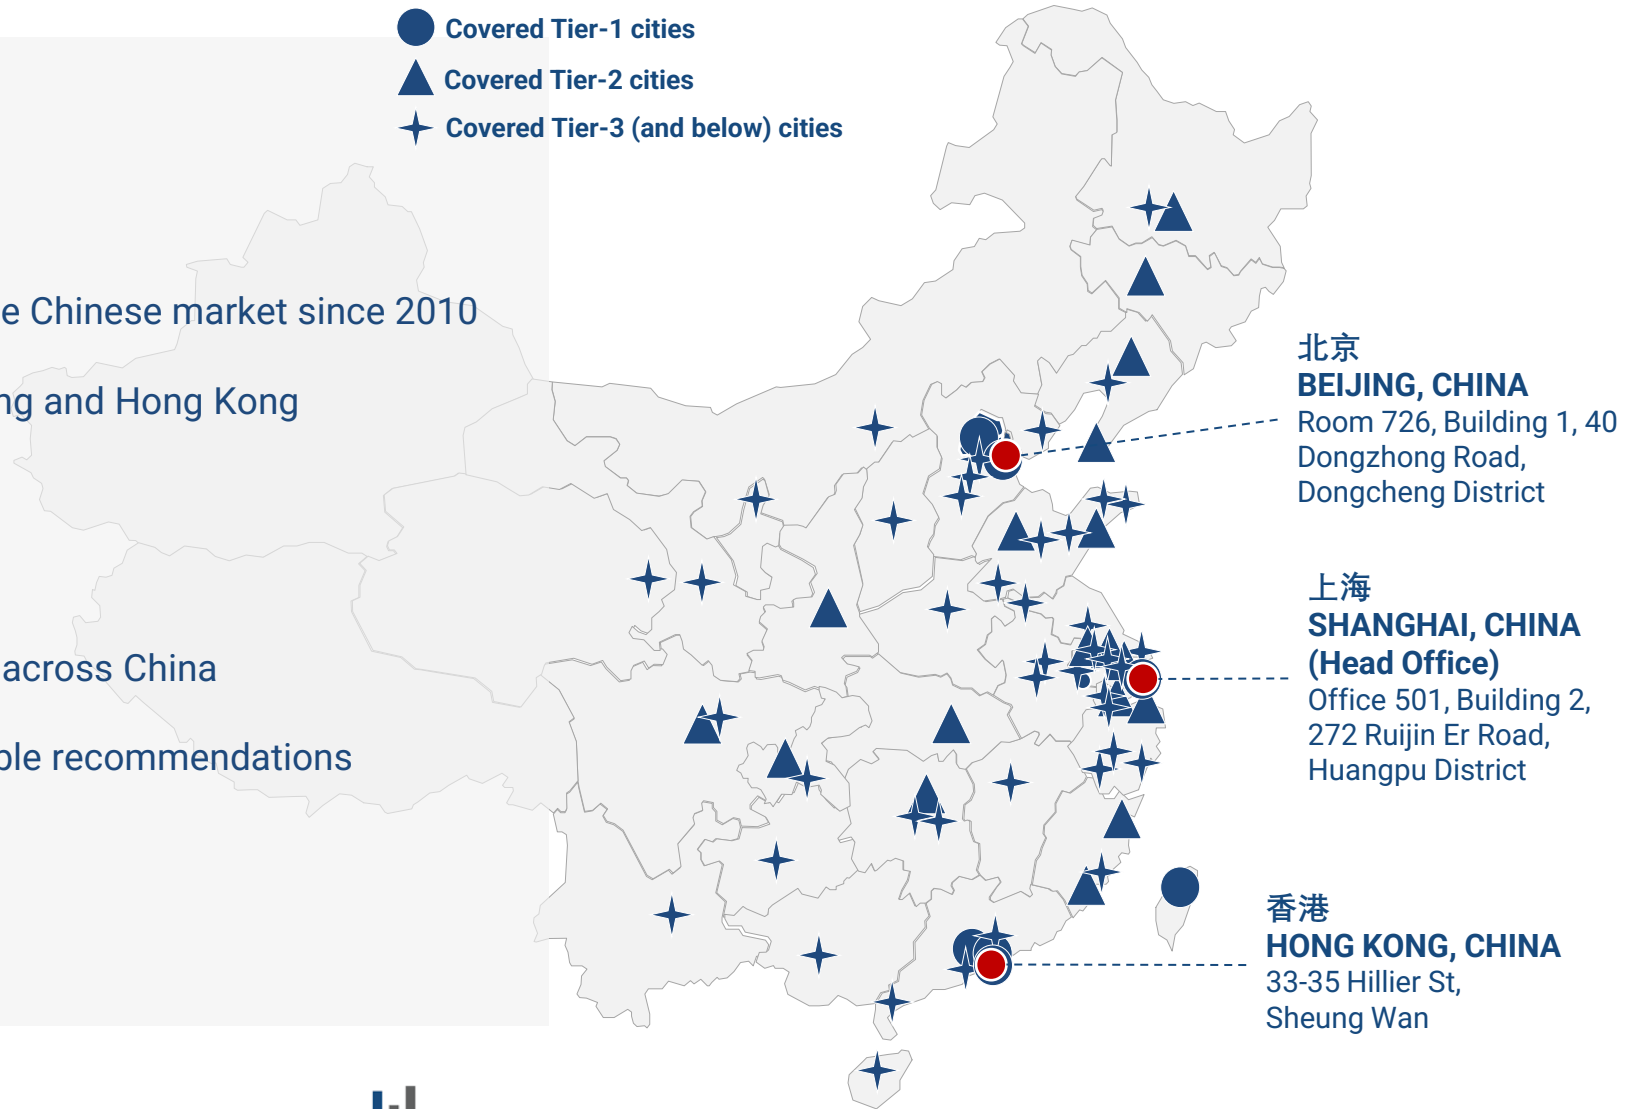 Covered Tier-1 cities
Covered Tier-2 cities
Covered Tier-3 (and below) cities
e Chinese market since 2010
ng and Hong Kong
across China
ble recommendations
北京
BEIJING, CHINA
Room 726, Building 1, 40
Dongzhong Road,
Dongcheng District
上海
SHANGHAI, CHINA
(Head Office)
Office 501, Building 2,
272 Ruijin Er Road,
Huangpu District
香港
HONG KONG, CHINA
33-35 Hillier St,
Sheung Wan